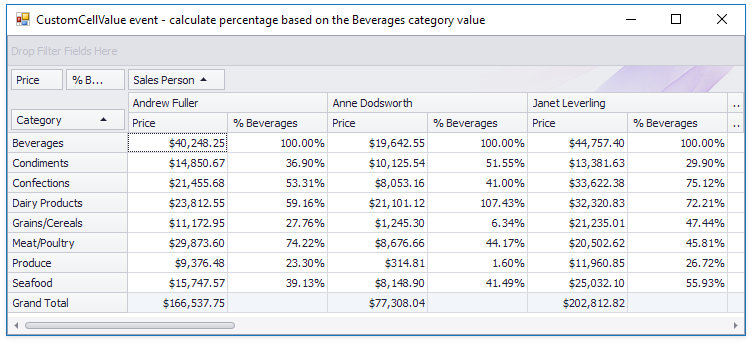 CustomCellValue event - calculate percentage based on the Beverages category value
Drop Filter Fields Here
Price % B... Sales Person
Andrew Fuller Anne Dodsworth Janet Leverling ..
Category Price % Beverages Price % Beverages Price % Beverages ..
Beverages $40,248.25 100.00% $19,642.55 100.00% $44,757.40 100.00%
Condiments $14,850.67 36.90% $10,125.54 51.55% $13,381.63 29.90%
Confections $21,455.68 53.31% $8,053.16 41.00% $33,622.38 75.12%
Dairy Products $23,812.55 59.16% $21,101.12 107.43% $32,320.83 72.21%
Grains/Cereals $11,172.95 27.76% $1,245.30 6.34% $21,235.01 47.44%
Meat/Poultry $29,873.60 74.22% $8,676.66 44.17% $20,502.62 45.81%
Produce $9,376.48 23.30% $314.81 1.60% $11,960.85 26.72%
Seafood $15,747.57 39.13% $8,148.90 41.49% $25,032.10 55.93%
Grand Total $166,537.75 $77,308.04 $202,812.82